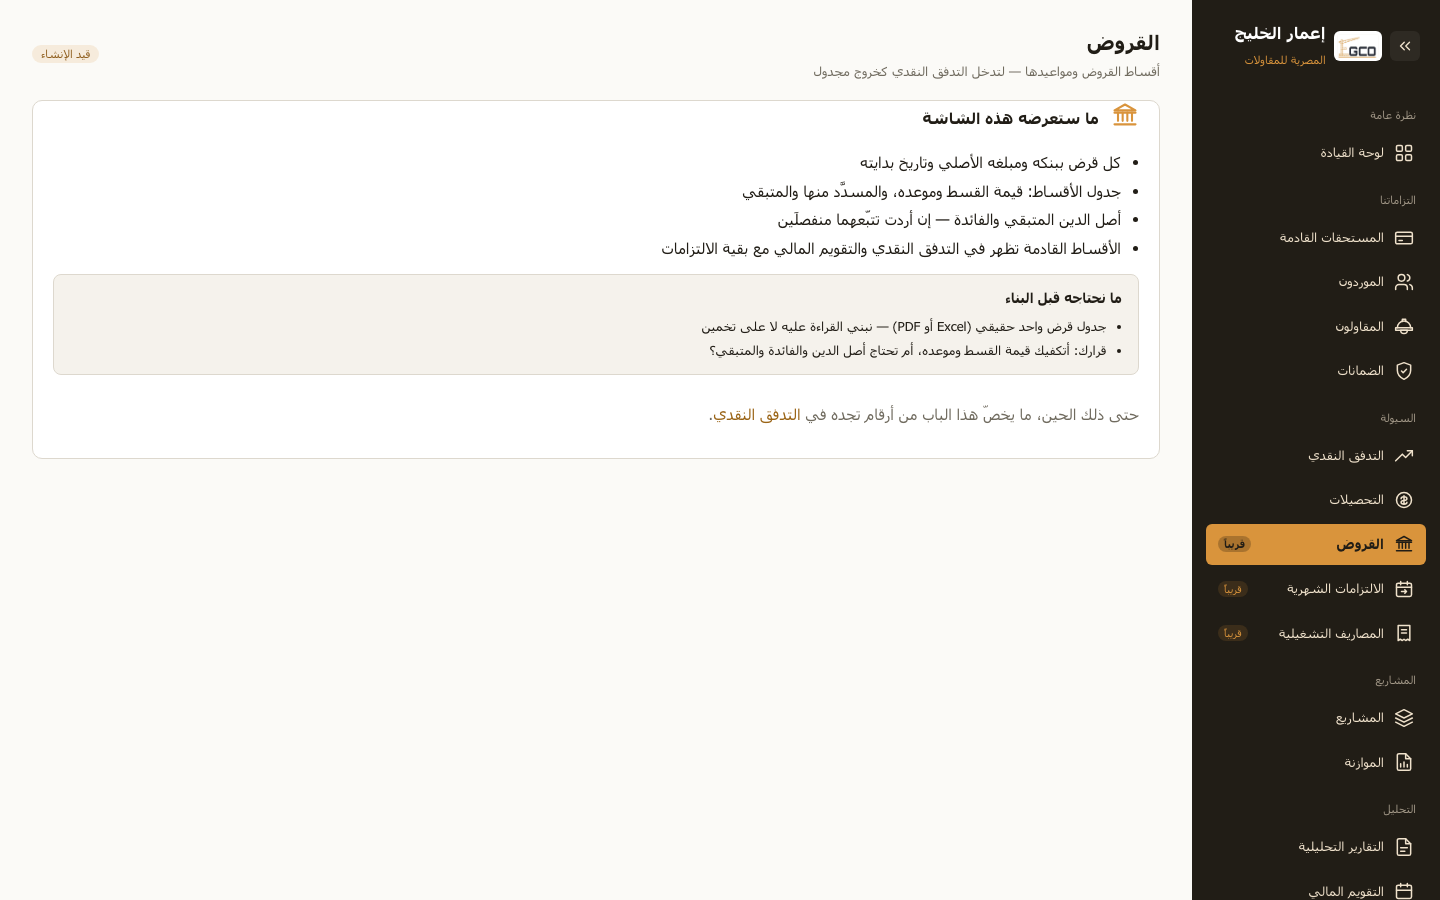 إعمار الخليج
المصرية للمقاولات
GCO
نظرة عامة
لوحة القيادة
التزاماتنا
المستحقات القادمة
الموردون
المقاولون
الضمانات
السيولة
التدفق النقدي
التحصيلات
القروض
قريباً
الالتزامات الشهرية
قريباً
المصاريف التشغيلية
قريباً
المشاريع
المشاريع
الموازنة
التحليل
التقارير التحليلية
التقويم المالي
القروض
أقساط القروض ومواعيدها — لتدخل التدفق النقدي كخروج مجدول
قيد الإنشاء
ما ستعرضه هذه الشاشة
• كل قرض ببنكه ومبلغه الأصلي وتاريخ بدايته
• جدول الأقساط: قيمة القسط وموعده، والمسدَّد منها والمتبقي
• أصل الدين المتبقي والفائدة — إن أردت تتبّعهما منفصلَين
• الأقساط القادمة تظهر في التدفق النقدي والتقويم المالي مع بقية الالتزامات
ما نحتاجه قبل البناء
• جدول قرض واحد حقيقي (Excel أو PDF) — نبني القراءة عليه لا على تخمين
• قرارك: أتكفيك قيمة القسط وموعده، أم تحتاج أصل الدين والفائدة والمتبقي؟
حتى ذلك الحين، ما يخصّ هذا الباب من أرقام تجده في التدفق النقدي.